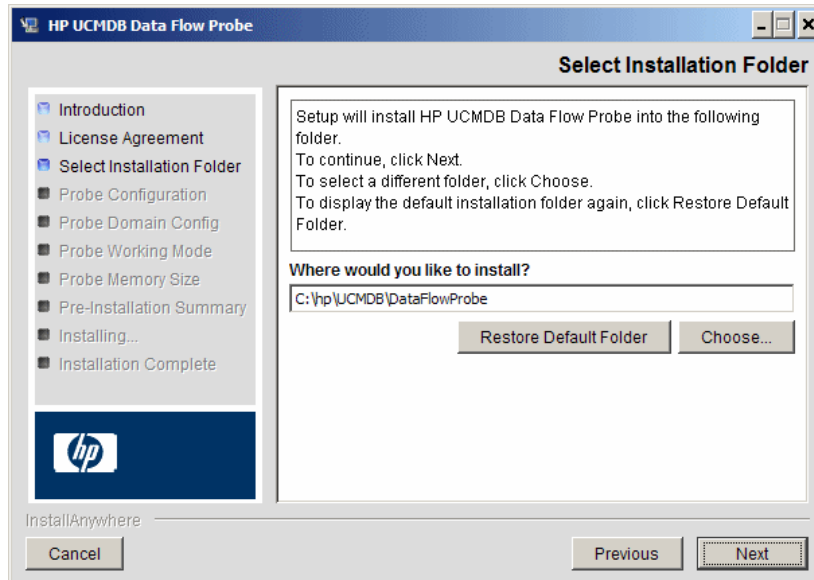 HP UCMDB Data Flow Probe
Select Installation Folder
Introduction
License Agreement
Select Installation Folder
Probe Configuration
Probe Domain Config
Probe Working Mode
Probe Memory Size
Pre-Installation Summary
Installing...
Installation Complete
hp
Setup will install HP UCMDB Data Flow Probe into the following
folder.
To continue, click Next.
To select a different folder, click Choose.
To display the default installation folder again, click Restore Default
Folder.
Where would you like to install?
C:\hp\UCMDB\DataFlowProbe
Restore Default Folder
Choose...
InstallAnywhere
Cancel
Previous
Next